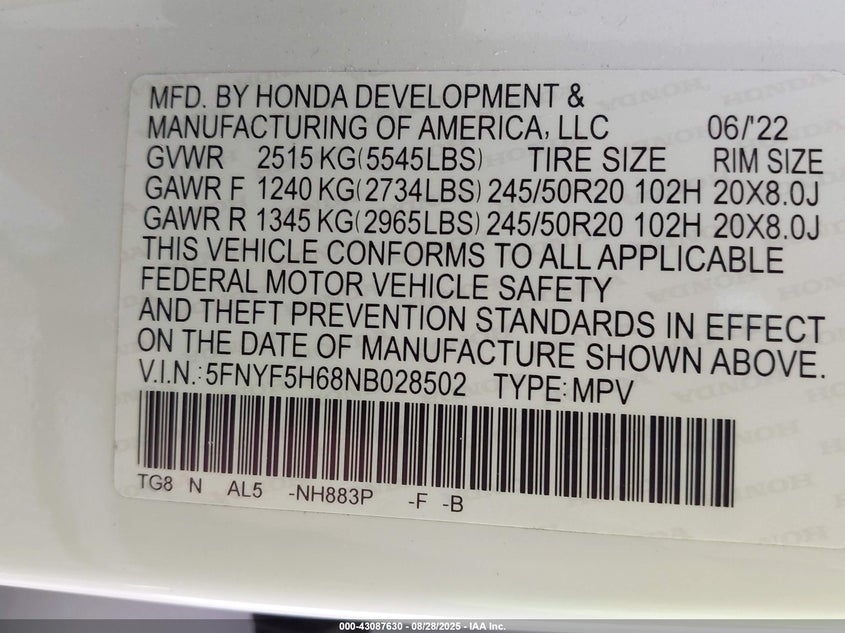 MFD. BY HONDA DEVELOPMENT &
MANUFACTURING OF AMERICA, LLC 06/'22
GVWR 2515 KG(5545LBS) TIRE SIZE RIM SIZE
GAWR F 1240 KG(2734LBS) 245/50R20 102H 20X8.0J
GAWR R 1345 KG(2965LBS) 245/50R20 102H 20X8.0J
THIS VEHICLE CONFORMS TO ALL APPLICABLE
FEDERAL MOTOR VEHICLE SAFETY
AND THEFT PREVENTION STANDARDS IN EFFECT
ON THE DATE OF MANUFACTURE SHOWN ABOVE.
V.I.N.: 5FNYF5H68NB028502 TYPE: MPV
TG8 N AL5 -NH883P -F -B
000-43087630 - 08/28/2025 - IAA Inc.